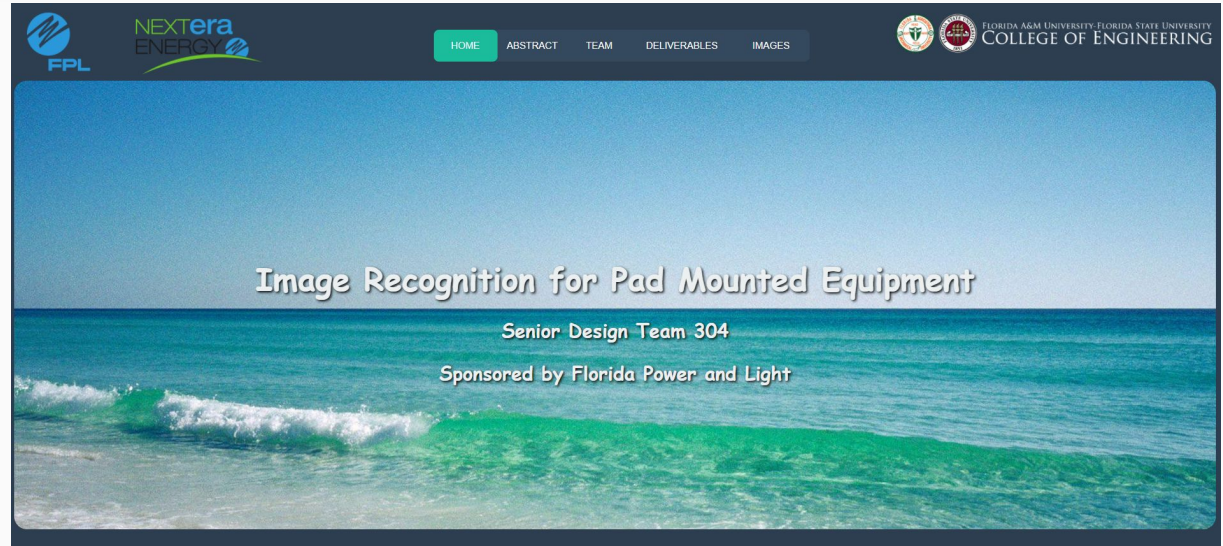 FPL
NEXTera
ENERGY
HOME ABSTRACT TEAM DELIVERABLES IMAGES
FLORIDA A&M UNIVERSITY-FLORIDA STATE UNIVERSITY
COLLEGE OF ENGINEERING
Image Recognition for Pad Mounted Equipment
Senior Design Team 304
Sponsored by Florida Power and Light